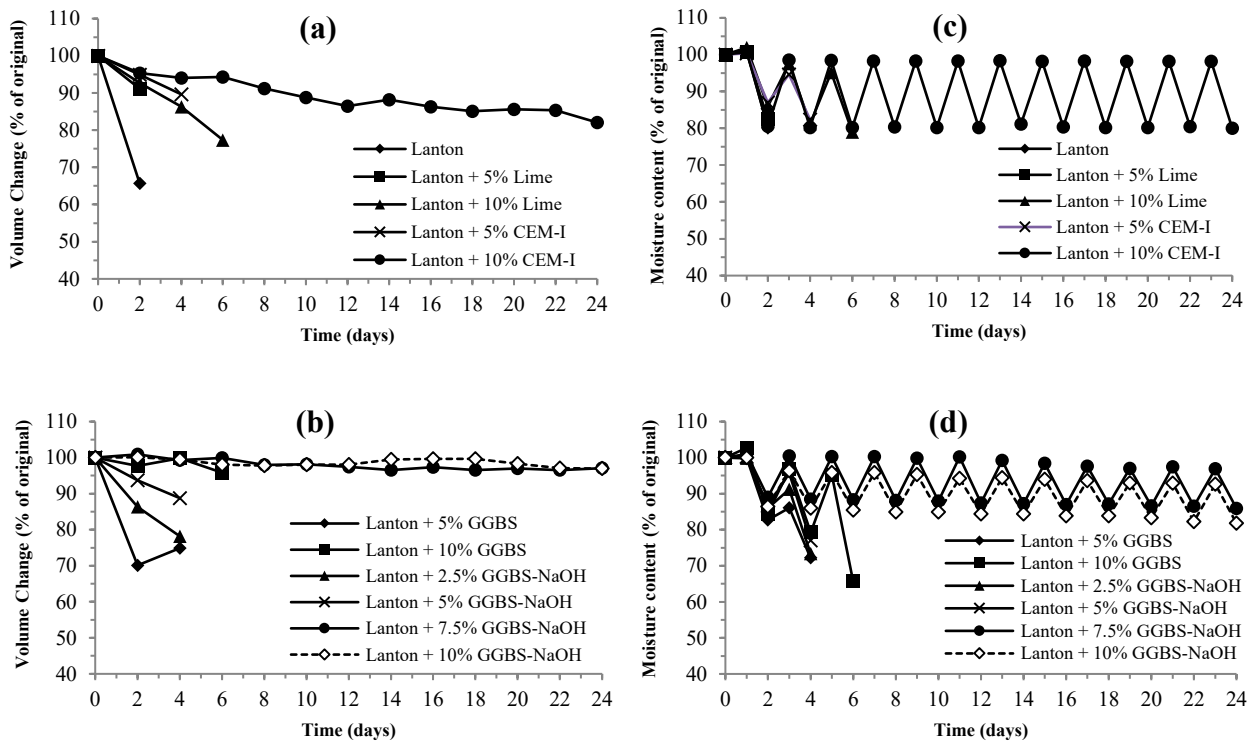 (a)
Volume Change (% of original)
110
100
90
80
70
60
50
40
0 2 4 6 8 10 12 14 16 18 20 22 24
Time (days)
Lanton
Lanton + 5% Lime
Lanton + 10% Lime
Lanton + 5% CEM-I
Lanton + 10% CEM-I
(c)
Moisture content (% of original)
110
100
90
80
70
60
50
40
0 2 4 6 8 10 12 14 16 18 20 22 24
Time (days)
Lanton
Lanton + 5% Lime
Lanton + 10% Lime
Lanton + 5% CEM-I
Lanton + 10% CEM-I
(b)
Volume Change (% of original)
110
100
90
80
70
60
50
40
0 2 4 6 8 10 12 14 16 18 20 22 24
Time (days)
Lanton + 5% GGBS
Lanton + 10% GGBS
Lanton + 2.5% GGBS-NaOH
Lanton + 5% GGBS-NaOH
Lanton + 7.5% GGBS-NaOH
Lanton + 10% GGBS-NaOH
(d)
Moisture content (% of original)
110
100
90
80
70
60
50
40
0 2 4 6 8 10 12 14 16 18 20 22 24
Time (days)
Lanton + 5% GGBS
Lanton + 10% GGBS
Lanton + 2.5% GGBS-NaOH
Lanton + 5% GGBS-NaOH
Lanton + 7.5% GGBS-NaOH
Lanton + 10% GGBS-NaOH